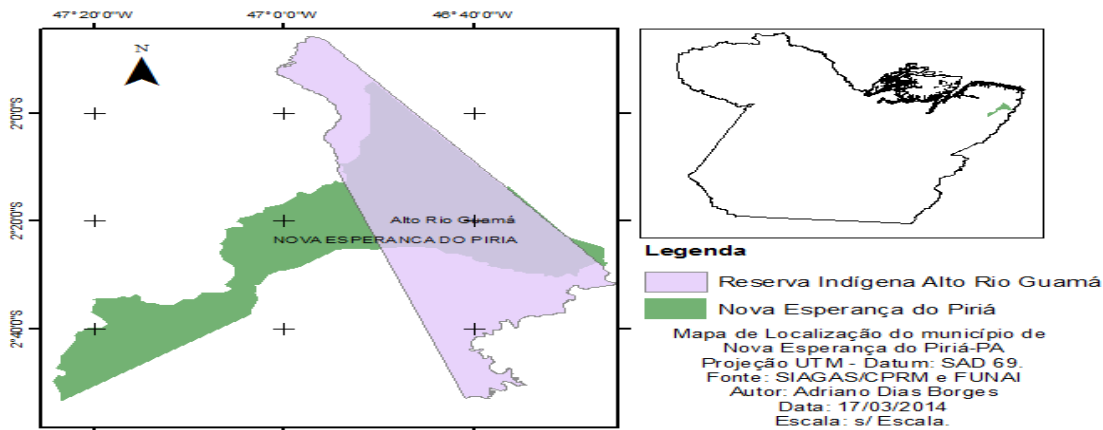 47°20'0"W 47°0'0"W 46°40'0"W
N
2°0'0"S
2°20'0"S
2°40'0"S
Alto Rio Guamá
NOVA ESPERANCA DO PIRIA
Legenda
Reserva Indígena Alto Rio Guamá
Nova Esperança do Piriá
Mapa de Localização do município de
Nova Esperança do Piriá-PA
Projeção UTM - Datum: SAD 69.
Fonte: SIAGAS/CPRM e FUNAI
Autor: Adriano Dias Borges
Data: 17/03/2014
Escala: s/ Escala.